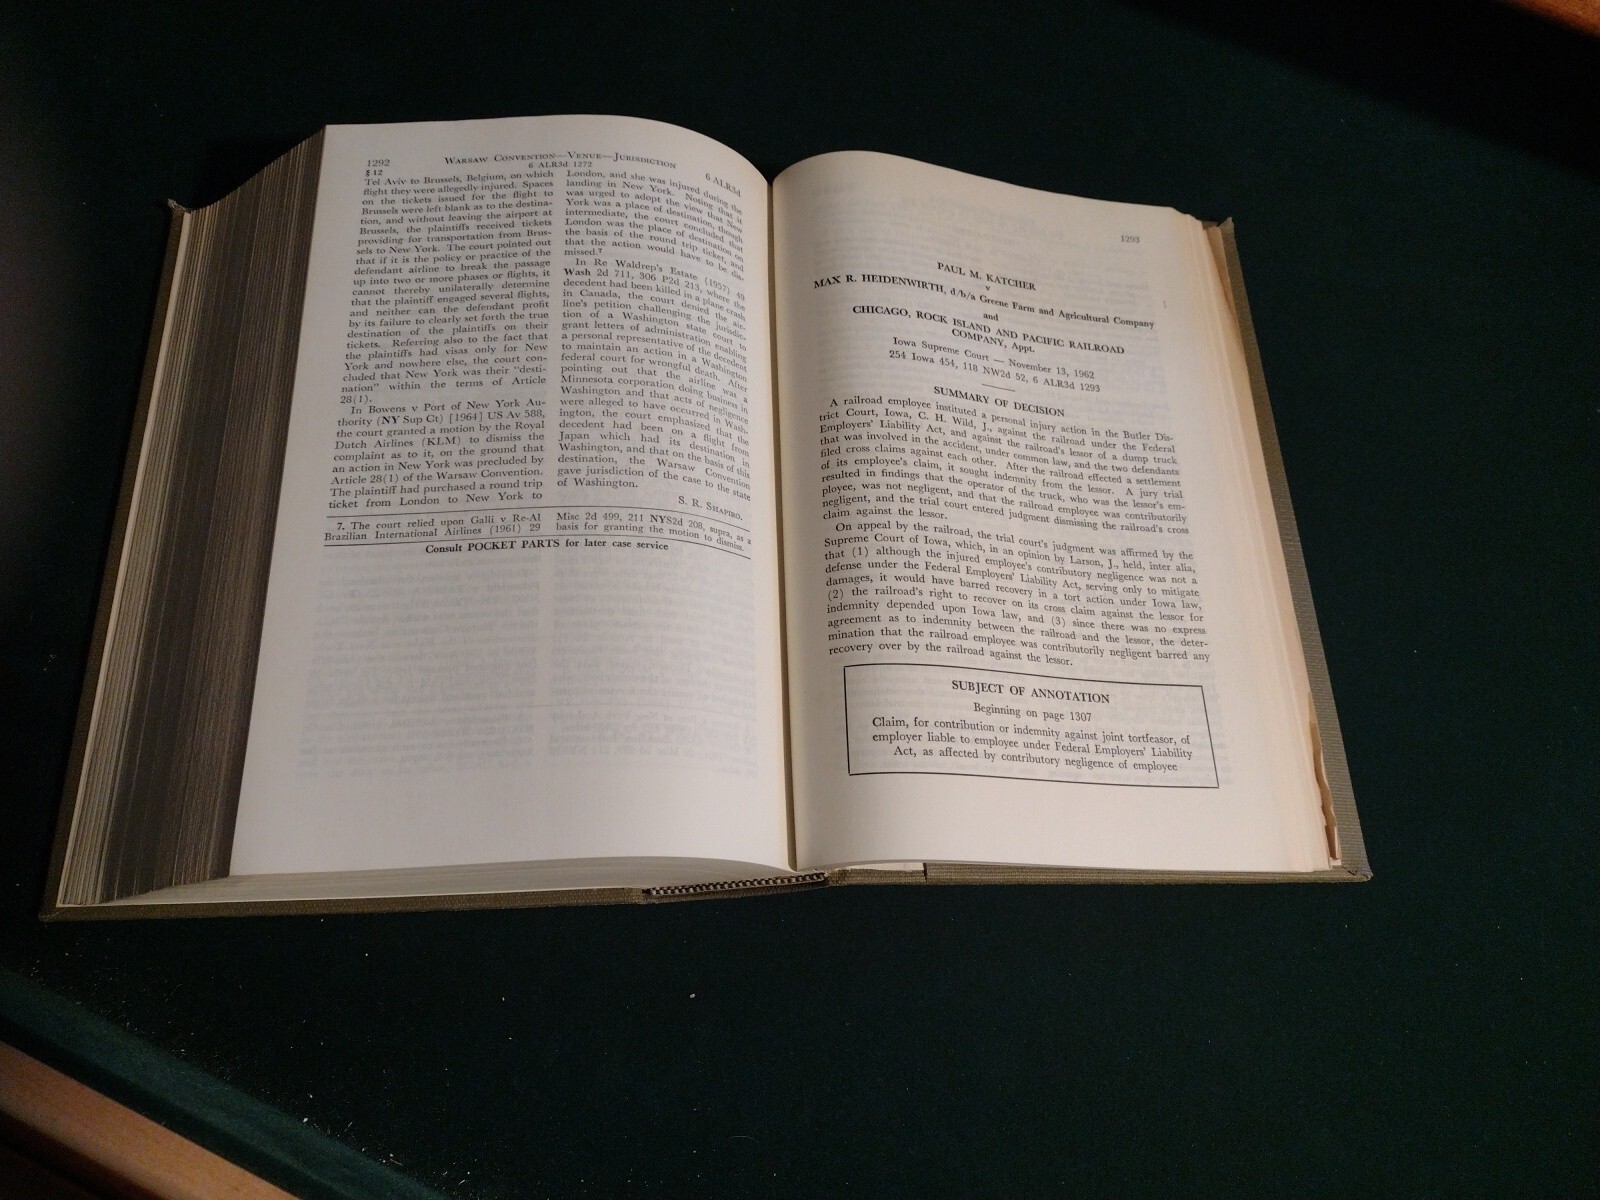 1292
WARSAW CONVENTION—VENUE—JURISDICTION
6 ALR3d 1272
6 ALR3d
§ 12
Tel Aviv to Brussels, Belgium, on which
flight they were allegedly injured. Spaces
on the tickets issued for the flight to
Brussels were left blank as to the destina-
tion, and without leaving the airport at
Brussels, the plaintiffs received tickets
providing for transportation from Brus-
sels to New York. The court pointed out
that if it is the policy or practice of the
defendant airline to break the passage
up into two or more phases or flights, it
cannot thereby unilaterally determine
that the plaintiff engaged several flights,
and neither can the defendant profit
by its failure to clearly set forth the true
destination of the plaintiffs on their
tickets. Referring also to the fact that
the plaintiffs had visas only for New
York and nowhere else, the court con-
cluded that New York was their "desti-
nation" within the terms of Article
28(1).
In Bowens v Port of New York Au-
thority (NY Sup Ct) [1964] US Av 588,
the court granted a motion by the Royal
Dutch Airlines (KLM) to dismiss the
complaint as to it, on the ground that
an action in New York was precluded by
Article 28(1) of the Warsaw Convention.
The plaintiff had purchased a round trip
ticket from London to New York to
London, and she was injured during the
landing in New York. Noting that it
was urged to adopt the view that New
York was a place of destination, though
intermediate, the court concluded that
London was the place of destination on
the basis of the round trip ticket, and
that the action would have to be dis-
missed.7
In Re Waldrep's Estate (1957) 49
Wash 2d 711, 306 P2d 213, where the
decedent had been killed in a plane crash
in Canada, the court denied the air-
line's petition challenging the jurisdic-
tion of a Washington state court to
grant letters of administration enabling
a personal representative of the decedent
to maintain an action in a Washington
federal court for wrongful death. After
pointing out that the airline was a
Minnesota corporation doing business in
Washington and that acts of negligence
were alleged to have occurred in Wash-
ington, the court emphasized that the
decedent had been on a flight from
Japan which had its destination in
Washington, and that on the basis of this
destination, the Warsaw Convention
gave jurisdiction of the case to the state
of Washington.
S. R. SHAPIRO.
7. The court relied upon Galli v Re-Al
Brazilian International Airlines (1961) 29
Misc 2d 499, 211 NYS2d 208, supra, as a
basis for granting the motion to dismiss.
Consult POCKET PARTS for later case service
1293
PAUL M. KATCHER
v
MAX R. HEIDENWIRTH, d/b/a Greene Farm and Agricultural Company
and
CHICAGO, ROCK ISLAND AND PACIFIC RAILROAD
COMPANY, Appt.
Iowa Supreme Court — November 13, 1962
254 Iowa 454, 118 NW2d 52, 6 ALR3d 1293
SUMMARY OF DECISION
A railroad employee instituted a personal injury action in the Butler Dis-
trict Court, Iowa, C. H. Wild, J., against the railroad under the Federal
Employers' Liability Act, and against the railroad's lessor of a dump truck
that was involved in the accident, under common law, and the two defendants
filed cross claims against each other. After the railroad effected a settlement
of its employee's claim, it sought indemnity from the lessor. A jury trial
resulted in findings that the operator of the truck, who was the lessor's em-
ployee, was not negligent, and that the railroad employee was contributorily
negligent, and the trial court entered judgment dismissing the railroad's cross
claim against the lessor.
On appeal by the railroad, the trial court's judgment was affirmed by the
Supreme Court of Iowa, which, in an opinion by Larson, J., held, inter alia,
that (1) although the injured employee's contributory negligence was not a
defense under the Federal Employers' Liability Act, serving only to mitigate
damages, it would have barred recovery in a tort action under Iowa law,
(2) the railroad's right to recover on its cross claim against the lessor for
indemnity depended upon Iowa law, and (3) since there was no express
agreement as to indemnity between the railroad and the lessor, the deter-
mination that the railroad employee was contributorily negligent barred any
recovery over by the railroad against the lessor.
SUBJECT OF ANNOTATION
Beginning on page 1307
Claim, for contribution or indemnity against joint tortfeasor, of
employer liable to employee under Federal Employers' Liability
Act, as affected by contributory negligence of employee